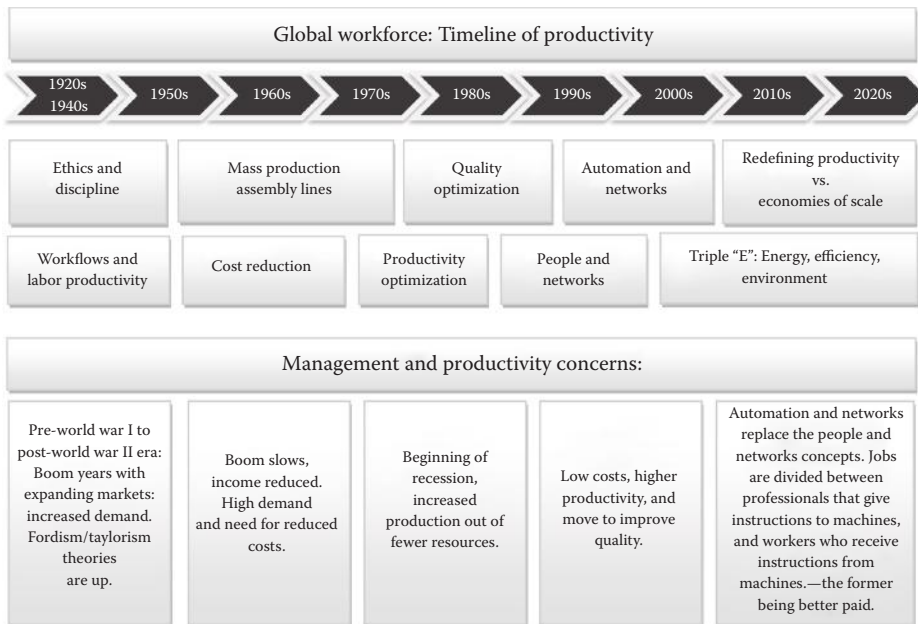 Global workforce: Timeline of productivity
1920s
1940s
1950s
1960s
1970s
1980s
1990s
2000s
2010s
2020s
Ethics and
discipline
Mass production
assembly lines
Quality
optimization
Automation and
networks
Redefining productivity
vs.
economies of scale
Workflows and
labor productivity
Cost reduction
Productivity
optimization
People and
networks
Triple “E”: Energy, efficiency,
environment
Management and productivity concerns:
Pre-world war I to
post-world war II era:
Boom years with
expanding markets:
increased demand.
Fordism/taylorism
theories
are up.
Boom slows,
income reduced.
High demand
and need for reduced
costs.
Beginning of
recession,
increased
production out of
fewer resources.
Low costs, higher
productivity, and
move to improve
quality.
Automation and networks
replace the people and
networks concepts. Jobs
are divided between
professionals that give
instructions to machines,
and workers who receive
instructions from
machines.—the former
being better paid.